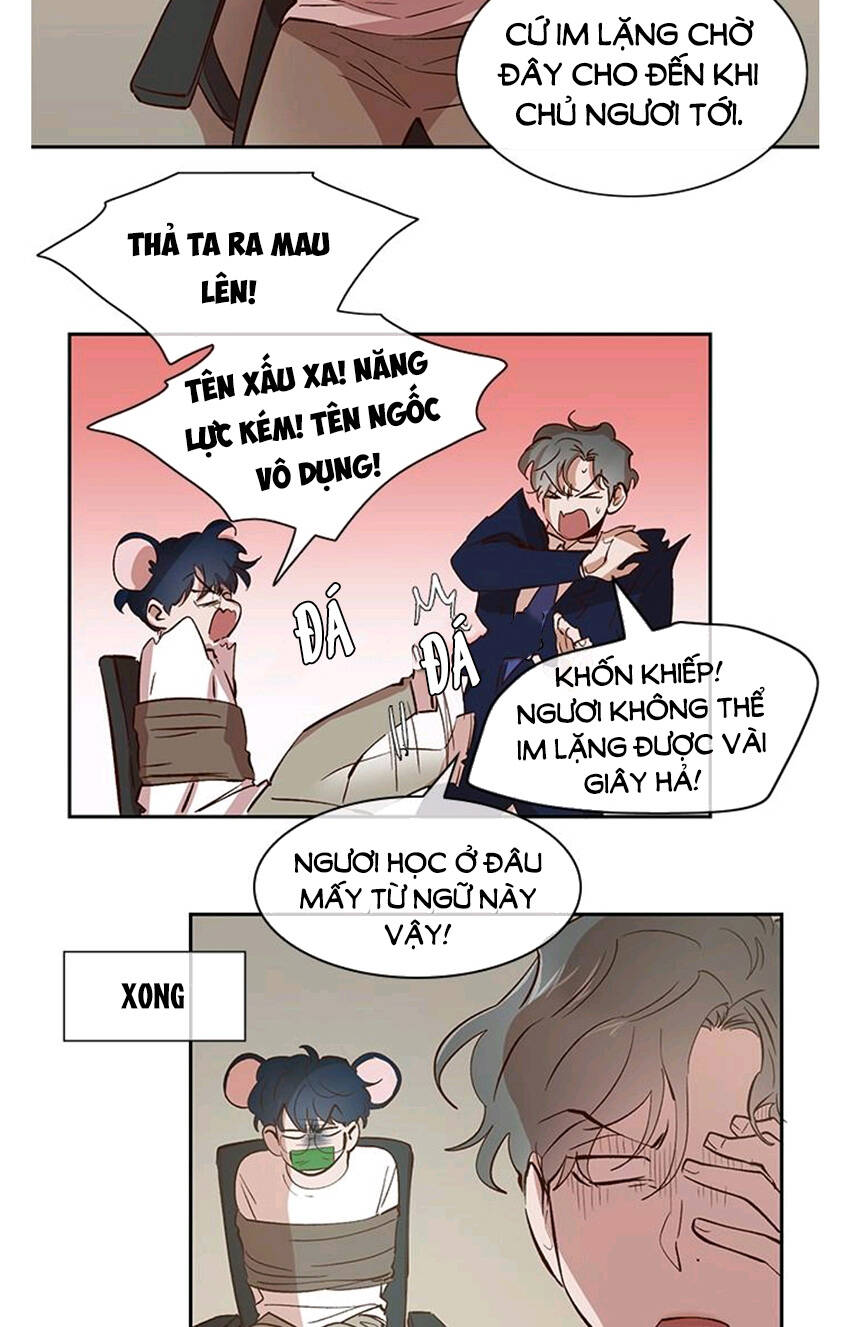 CỨ IM LẶNG CHỜ
ĐÂY CHO ĐẾN KHI
CHỦ NGƯƠI TỚI.
THẢ TA RA MAU
LÊN!
TÊN XẤU XA! NĂNG
LỰC KÉM! TÊN NGỐC
VÔ DỤNG!
ĐÁ
ĐÁ
KHỐN KHIẾP!
NGƯƠI KHÔNG THỂ
IM LẶNG ĐƯỢC VÀI
GIÂY HẢ!
NGƯƠI HỌC Ở ĐÂU
MẤY TỪ NGỮ NÀY
VẬY!
XONG